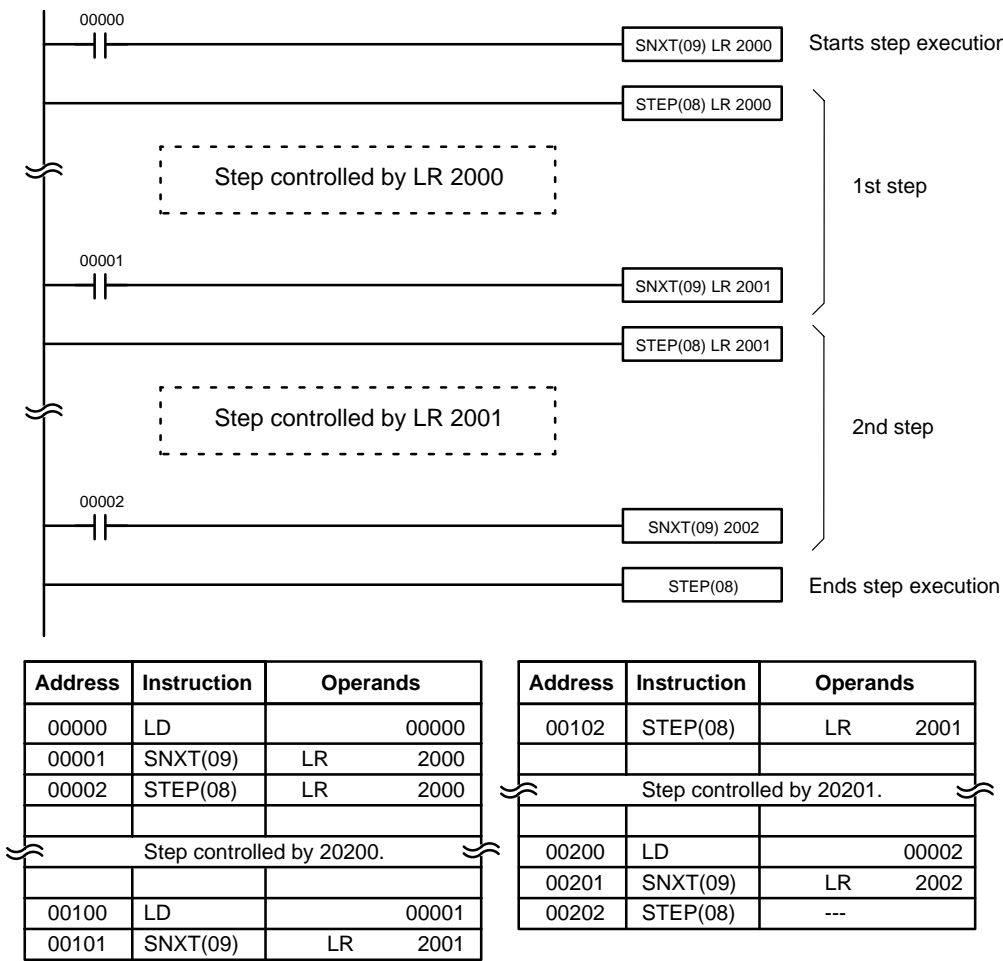 00000
SNXT(09) LR 2000 Starts step execution
STEP(08) LR 2000
Step controlled by LR 2000
1st step
00001
SNXT(09) LR 2001
STEP(08) LR 2001
Step controlled by LR 2001
2nd step
00002
SNXT(09) 2002
STEP(08) Ends step execution
Address Instruction Operands
00000 LD 00000
00001 SNXT(09) LR 2000
00002 STEP(08) LR 2000
Step controlled by 20200.
00100 LD 00001
00101 SNXT(09) LR 2001
Address Instruction Operands
00102 STEP(08) LR 2001
Step controlled by 20201.
00200 LD 00002
00201 SNXT(09) LR 2002
00202 STEP(08) ---